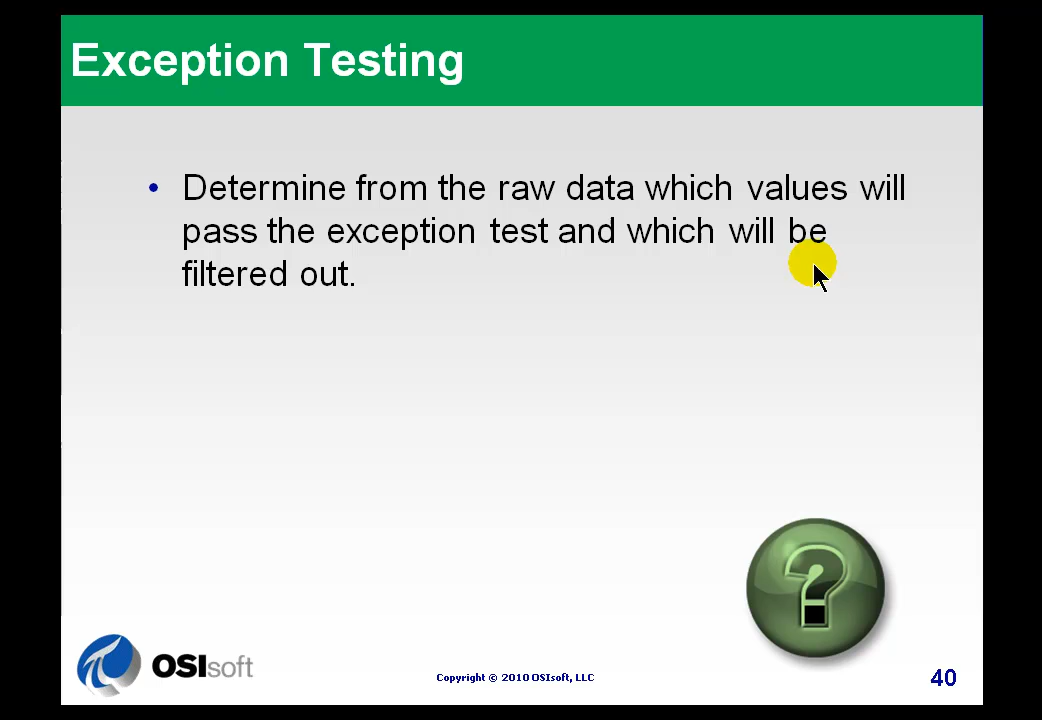 Exception Testing
• Determine from the raw data which values will
pass the exception test and which will be
filtered out.
OSIsoft
Copyright © 2010 OSIsoft, LLC
40